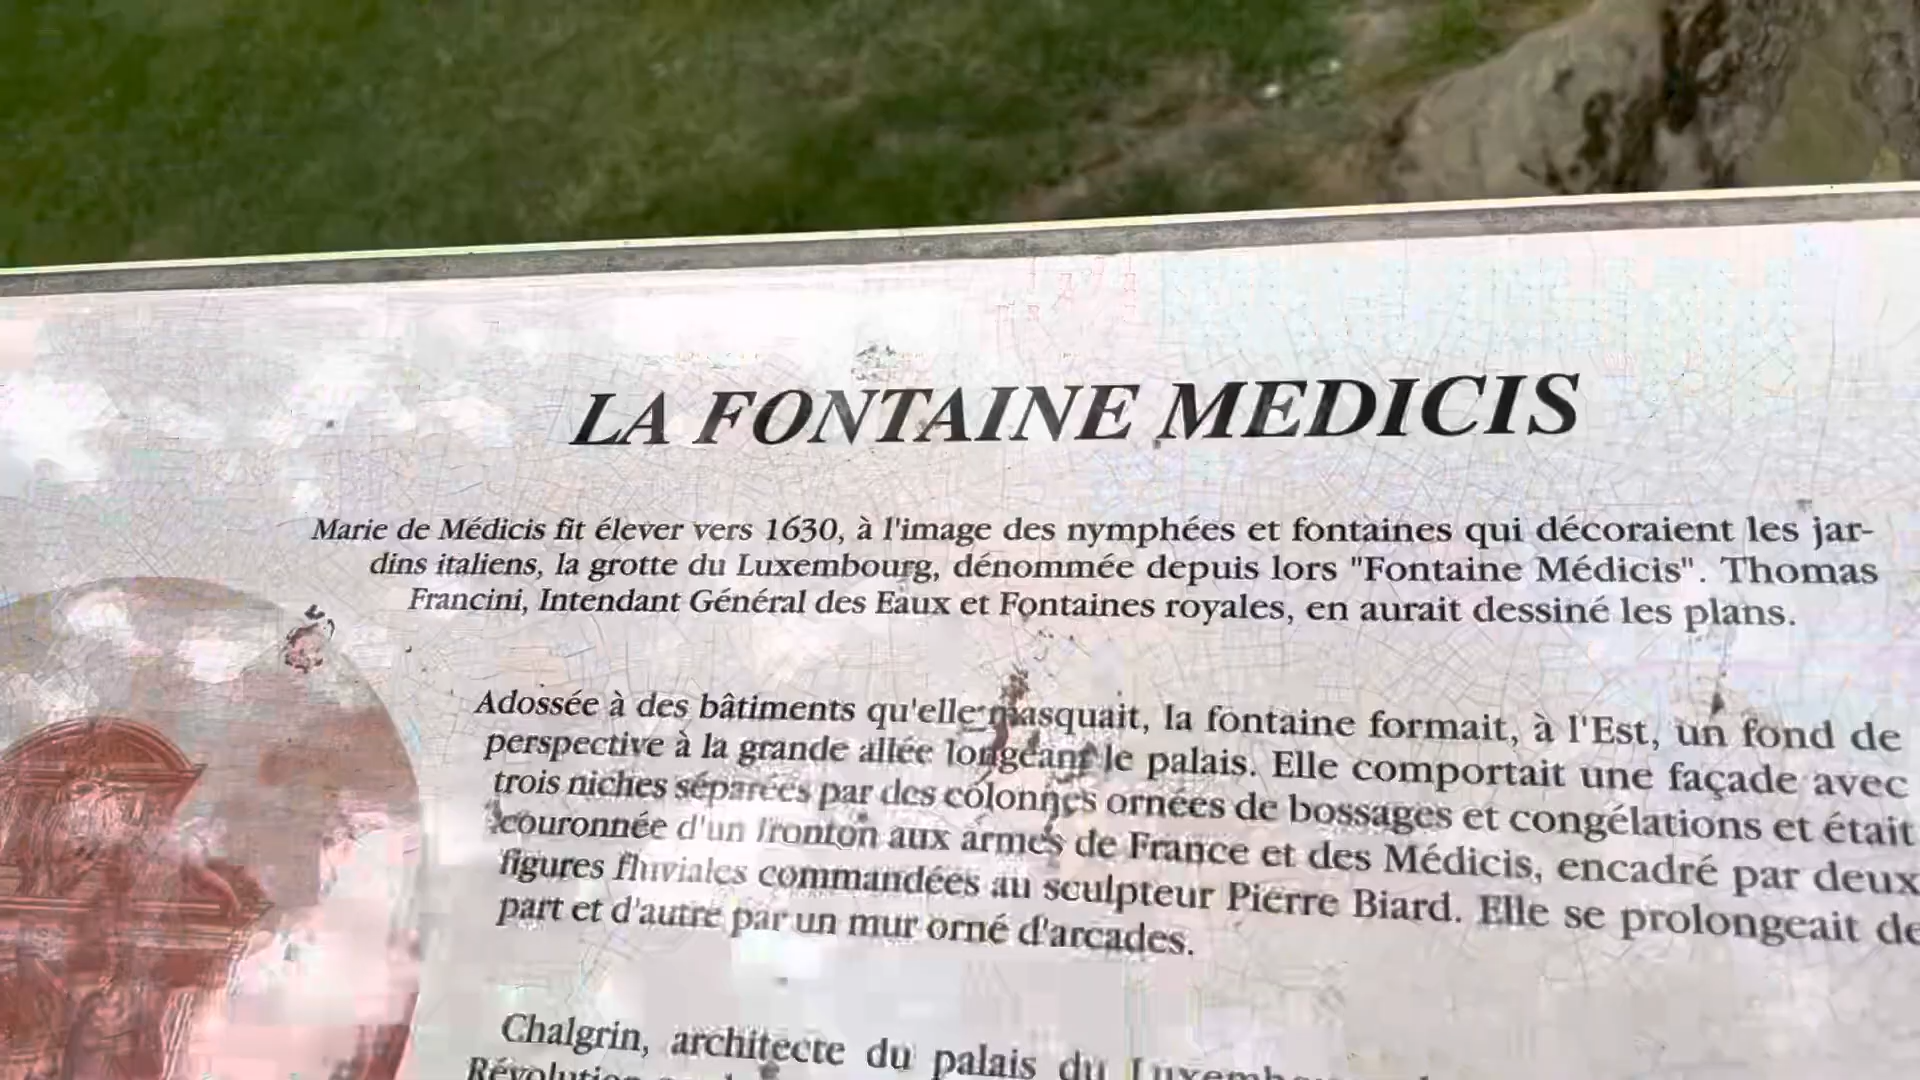 LA FONTAINE MEDICIS
Marie de Médicis fit élever vers 1630, à l'image des nymphées et fontaines qui décoraient les jar-
dins italiens, la grotte du Luxembourg, dénommée depuis lors "Fontaine Médicis". Thomas
Francini, Intendant Général des Eaux et Fontaines royales, en aurait dessiné les plans.
Adossée à des bâtiments qu'elle masquait, la fontaine formait, à l'Est, un fond de
perspective à la grande allée longeant le palais. Elle comportait une façade avec
trois niches séparées par des colonnes ornées de bossages et congélations et était
couronnée d'un fronton aux armes de France et des Médicis, encadré par deux
figures fluviales commandées au sculpteur Pierre Biard. Elle se prolongeait de
part et d'autre par un mur orné d'arcades.
Chalgrin, architecte du palais du
Révolution